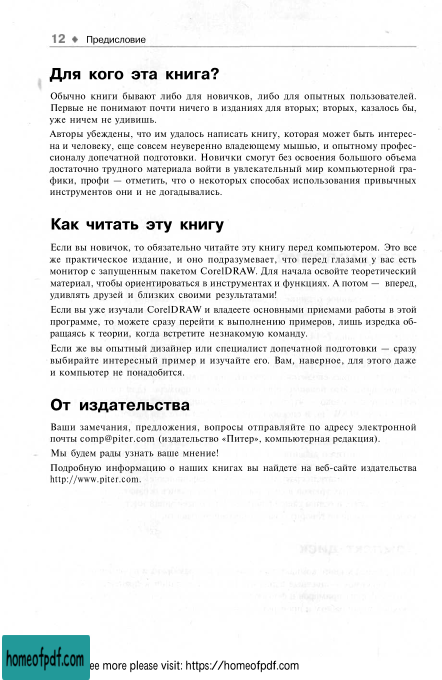 12 ◆ Предисловие
Для кого эта книга?
Обычно книги бывают либо для новичков, либо для опытных пользователей.
Первые не понимают почти ничего в изданиях для вторых; вторых, казалось бы,
уже ничем не удивишь.
Авторы убеждены, что им удалось написать книгу, которая может быть интерес-
на и человеку, еще совсем неуверенно владеющему мышью, и опытному профес-
сионалу допечатной подготовки. Новички смогут без освоения большого объема
достаточно трудного материала войти в увлекательный мир компьютерной гра-
фики, профи — отметить, что о некоторых способах использования привычных
инструментов они и не догадывались.
Как читать эту книгу
Если вы новичок, то обязательно читайте эту книгу перед компьютером. Это все
же практическое издание, и оно подразумевает, что перед глазами у вас есть
монитор с запущенным пакетом CorelDRAW. Для начала освойте теоретический
материал, чтобы ориентироваться в инструментах и функциях. А потом — вперед,
удивлять друзей и близких своими результатами!
Если вы уже изучали CorelDRAW и владеете основными приемами работы в этой
программе, то можете сразу перейти к выполнению примеров, лишь изредка об-
ращаясь к теории, когда встретите незнакомую команду.
Если же вы опытный дизайнер или специалист допечатной подготовки — сразу
выбирайте интересный пример и изучайте его. Вам, наверное, для этого даже
и компьютер не понадобится.
От издательства
Ваши замечания, предложения, вопросы отправляйте по адресу электронной
почты comp@piter.com (издательство «Питер», компьютерная редакция).
Мы будем рады узнать ваше мнение!
Подробную информацию о наших книгах вы найдете на веб-сайте издательства
http://www.piter.com.
homeofpdf.com
ee more please visit: https://homeofpdf.com